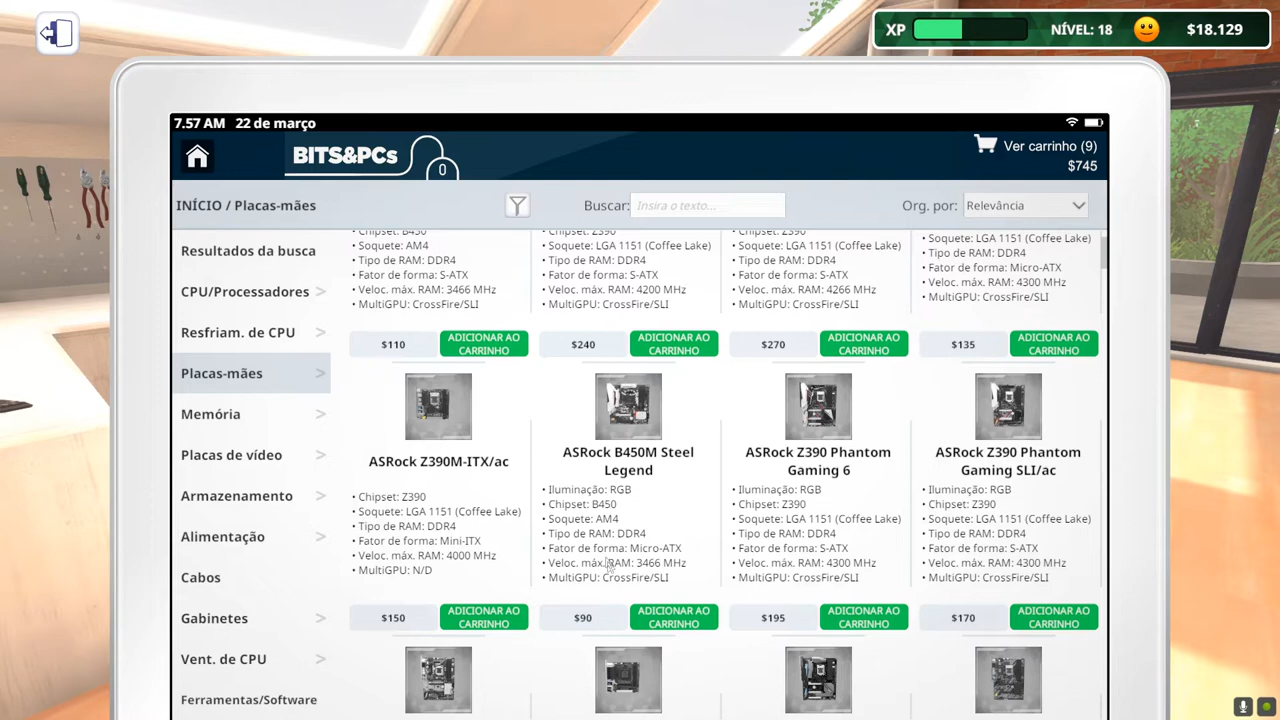 XP NÍVEL: 18 $18.129
7.57 AM 22 de março
BITS&PCs
0
Ver carrinho (9)
$745
INÍCIO / Placas-mães
Buscar: Insira o texto...
Org. por: Relevância
Resultados da busca
CPU/Processadores >
Resfriam. de CPU >
Placas-mães >
Memória >
Placas de vídeo >
Armazenamento >
Alimentação >
Cabos
Gabinetes >
Vent. de CPU >
Ferramentas/Software
• Chipset: B450
• Soquete: AM4
• Tipo de RAM: DDR4
• Fator de forma: S-ATX
• Veloc. máx. RAM: 3466 MHz
• MultiGPU: CrossFire/SLI
$110
ADICIONAR AO
CARRINHO
• Chipset: Z390
• Soquete: LGA 1151 (Coffee Lake)
• Tipo de RAM: DDR4
• Fator de forma: S-ATX
• Veloc. máx. RAM: 4200 MHz
• MultiGPU: CrossFire/SLI
$240
ADICIONAR AO
CARRINHO
• Chipset: Z390
• Soquete: LGA 1151 (Coffee Lake)
• Tipo de RAM: DDR4
• Fator de forma: S-ATX
• Veloc. máx. RAM: 4266 MHz
• MultiGPU: CrossFire/SLI
$270
ADICIONAR AO
CARRINHO
• Soquete: LGA 1151 (Coffee Lake)
• Tipo de RAM: DDR4
• Fator de forma: Micro-ATX
• Veloc. máx. RAM: 4300 MHz
• MultiGPU: CrossFire/SLI
$135
ADICIONAR AO
CARRINHO
ASRock Z390M-ITX/ac
• Chipset: Z390
• Soquete: LGA 1151 (Coffee Lake)
• Tipo de RAM: DDR4
• Fator de forma: Mini-ITX
• Veloc. máx. RAM: 4000 MHz
• MultiGPU: N/D
$150
ADICIONAR AO
CARRINHO
ASRock B450M Steel
Legend
• Iluminação: RGB
• Chipset: B450
• Soquete: AM4
• Tipo de RAM: DDR4
• Fator de forma: Micro-ATX
• Veloc. máx. RAM: 3466 MHz
• MultiGPU: CrossFire/SLI
$90
ADICIONAR AO
CARRINHO
ASRock Z390 Phantom
Gaming 6
• Iluminação: RGB
• Chipset: Z390
• Soquete: LGA 1151 (Coffee Lake)
• Tipo de RAM: DDR4
• Fator de forma: S-ATX
• Veloc. máx. RAM: 4300 MHz
• MultiGPU: CrossFire/SLI
$195
ADICIONAR AO
CARRINHO
ASRock Z390 Phantom
Gaming SLI/ac
• Iluminação: RGB
• Chipset: Z390
• Soquete: LGA 1151 (Coffee Lake)
• Tipo de RAM: DDR4
• Fator de forma: S-ATX
• Veloc. máx. RAM: 4300 MHz
• MultiGPU: CrossFire/SLI
$170
ADICIONAR AO
CARRINHO